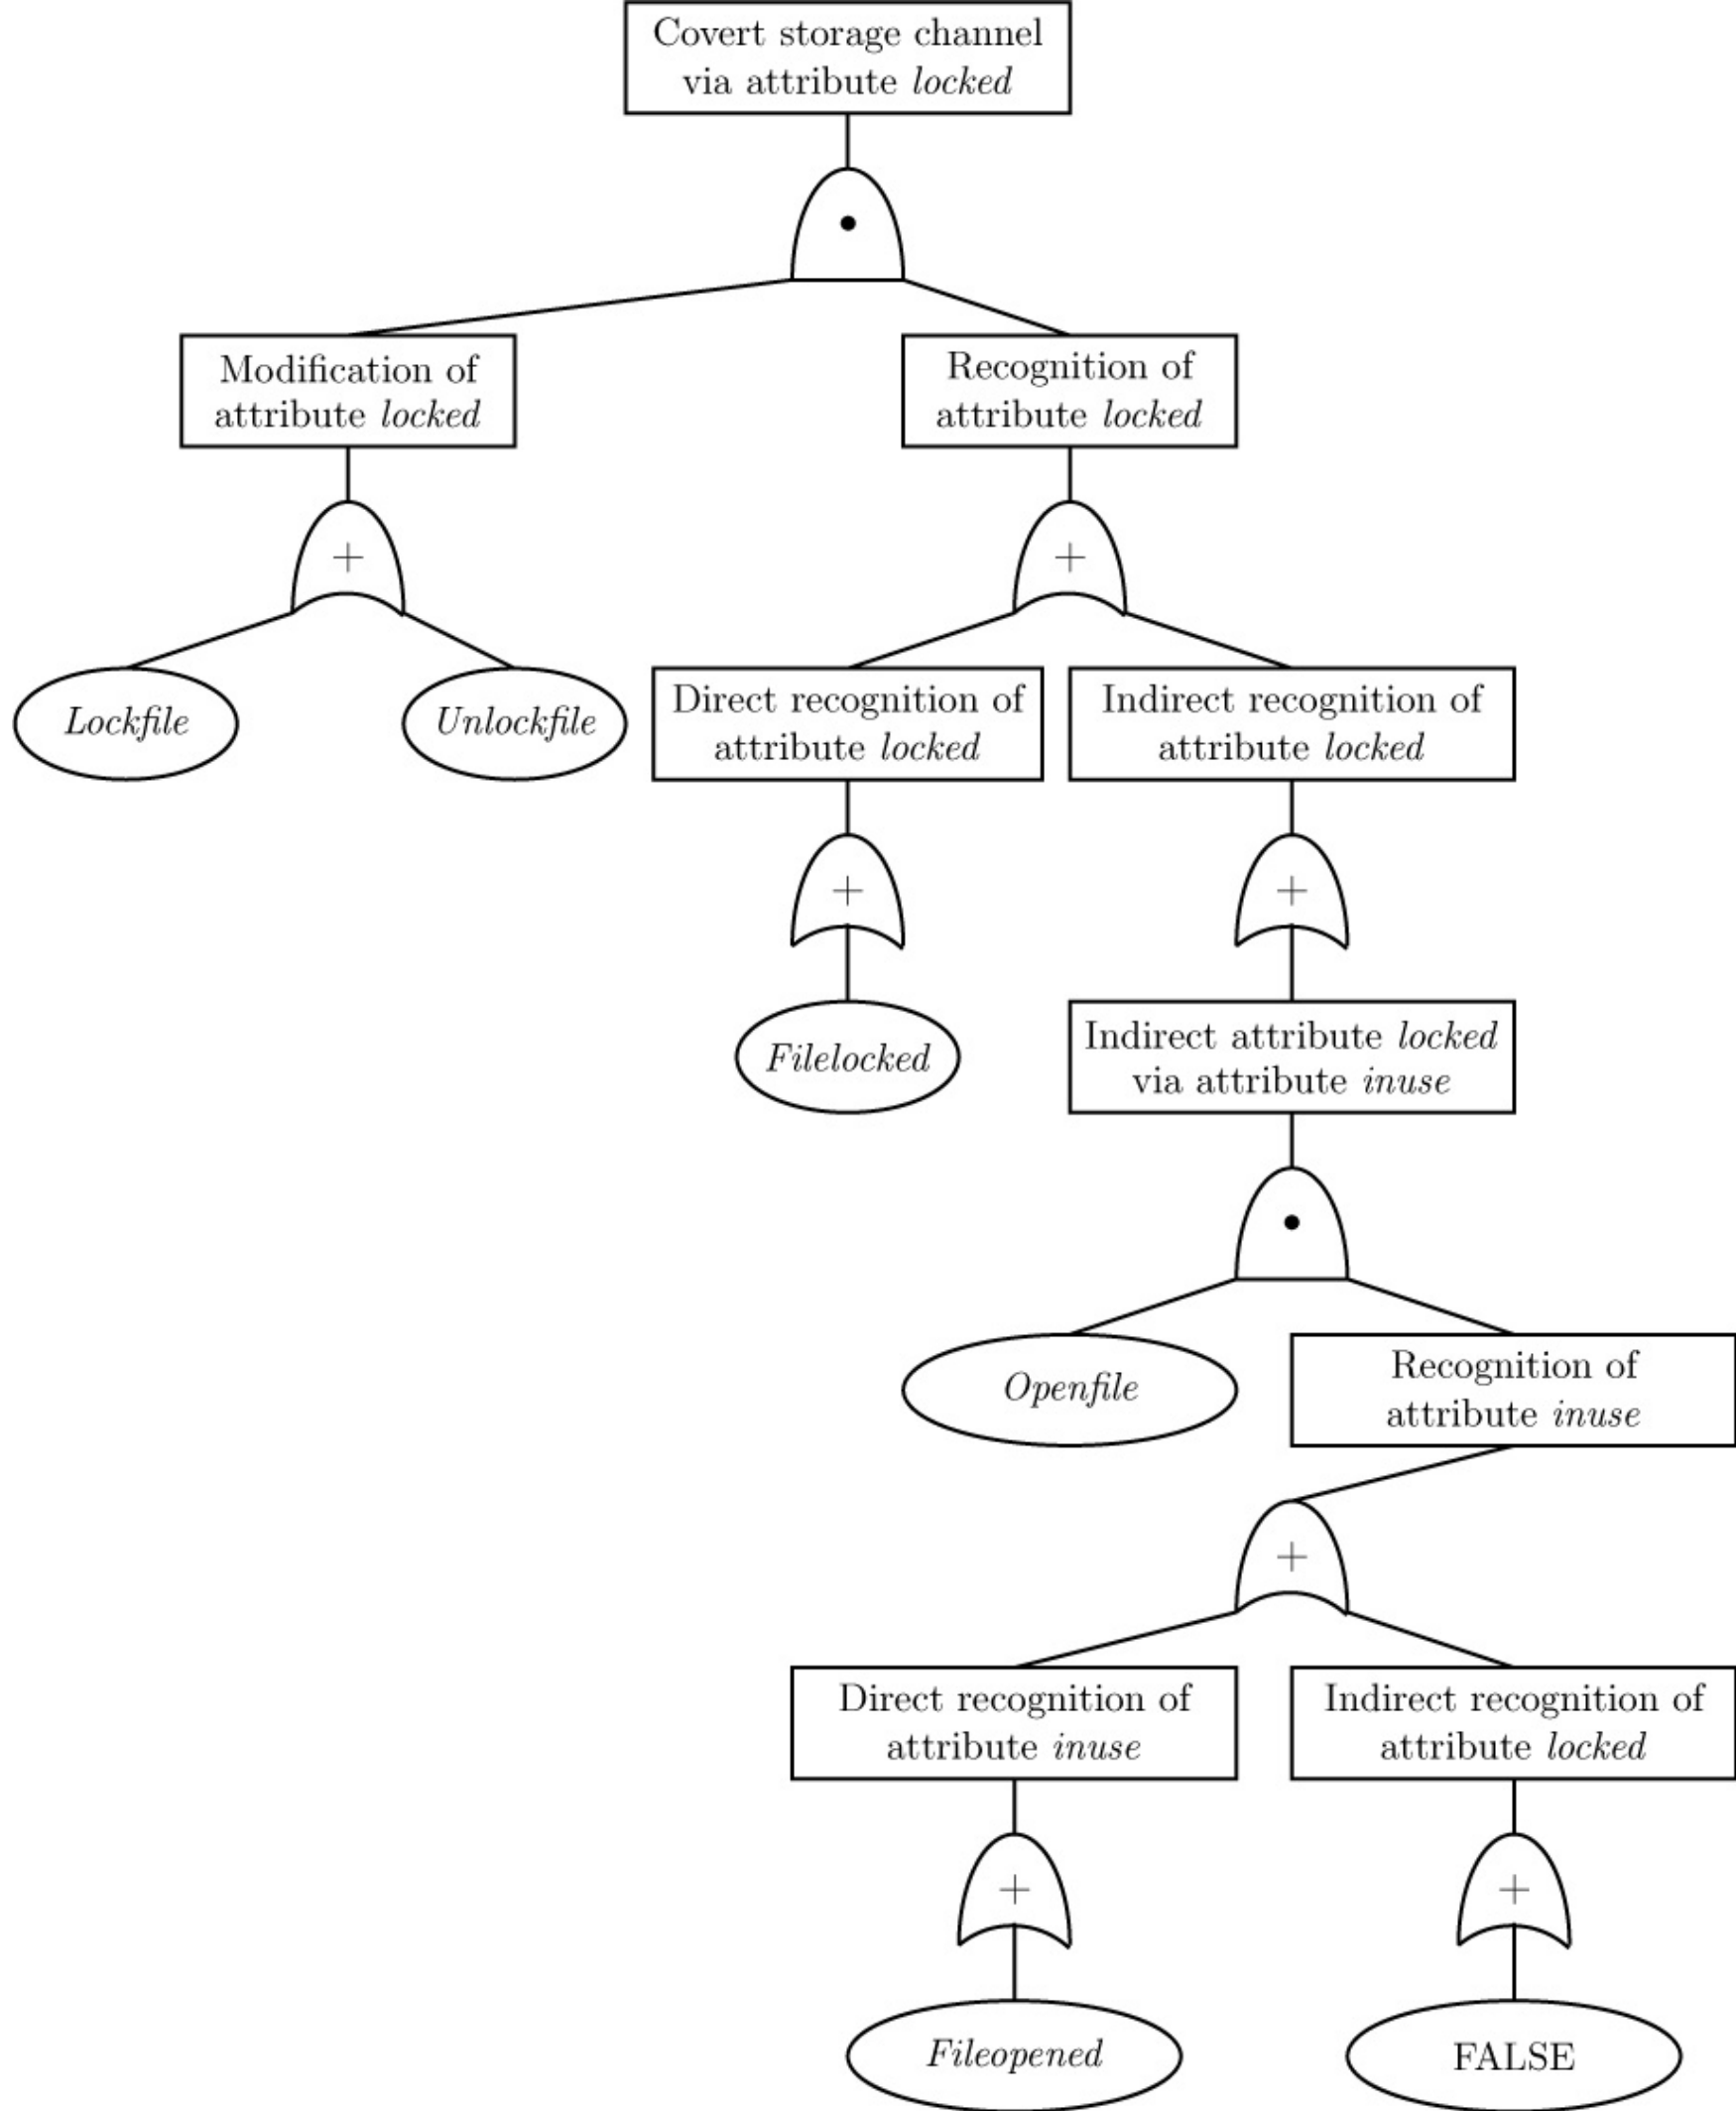 Covert storage channel
via attribute locked
•
Modification of
attribute locked
Recognition of
attribute locked
+
+
Lockfile
Unlockfile
Direct recognition of
attribute locked
Indirect recognition of
attribute locked
+
+
Filelocked
Indirect attribute locked
via attribute inuse
•
Openfile
Recognition of
attribute inuse
+
Direct recognition of
attribute inuse
Indirect recognition of
attribute locked
+
+
Fileopened
FALSE